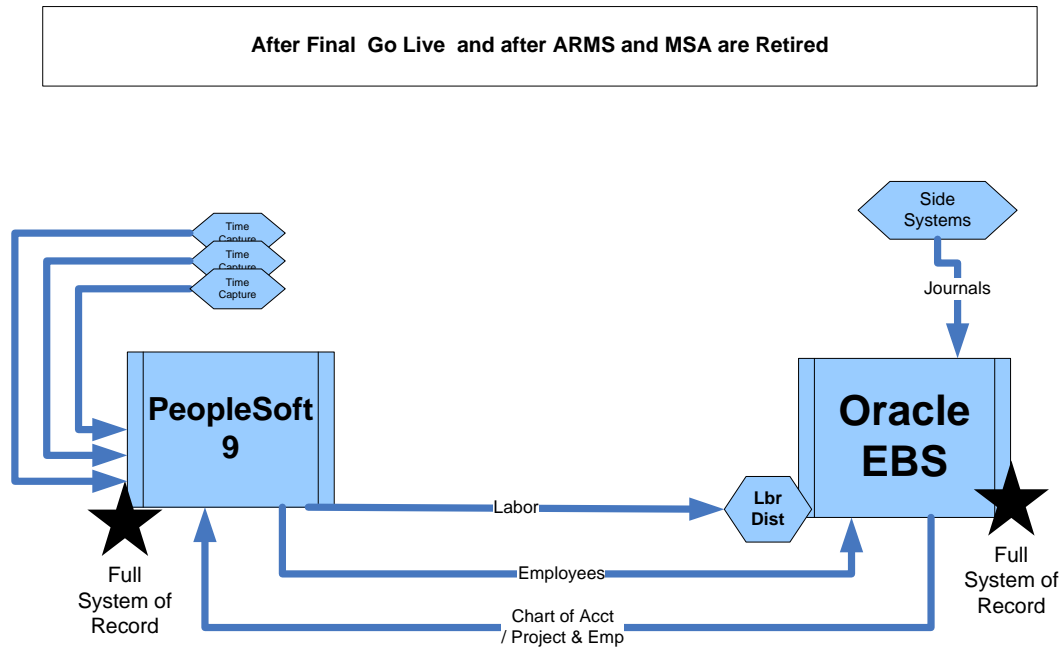 After Final Go Live and after ARMS and MSA are Retired
Side
Systems
Time
Capture
Time
Capture
Time
Capture
Journals
PeopleSoft
9
Oracle
EBS
Labor
Lbr
Dist
Employees
Full
System of
Record
Full
System of
Record
Chart of Acct
/ Project & Emp